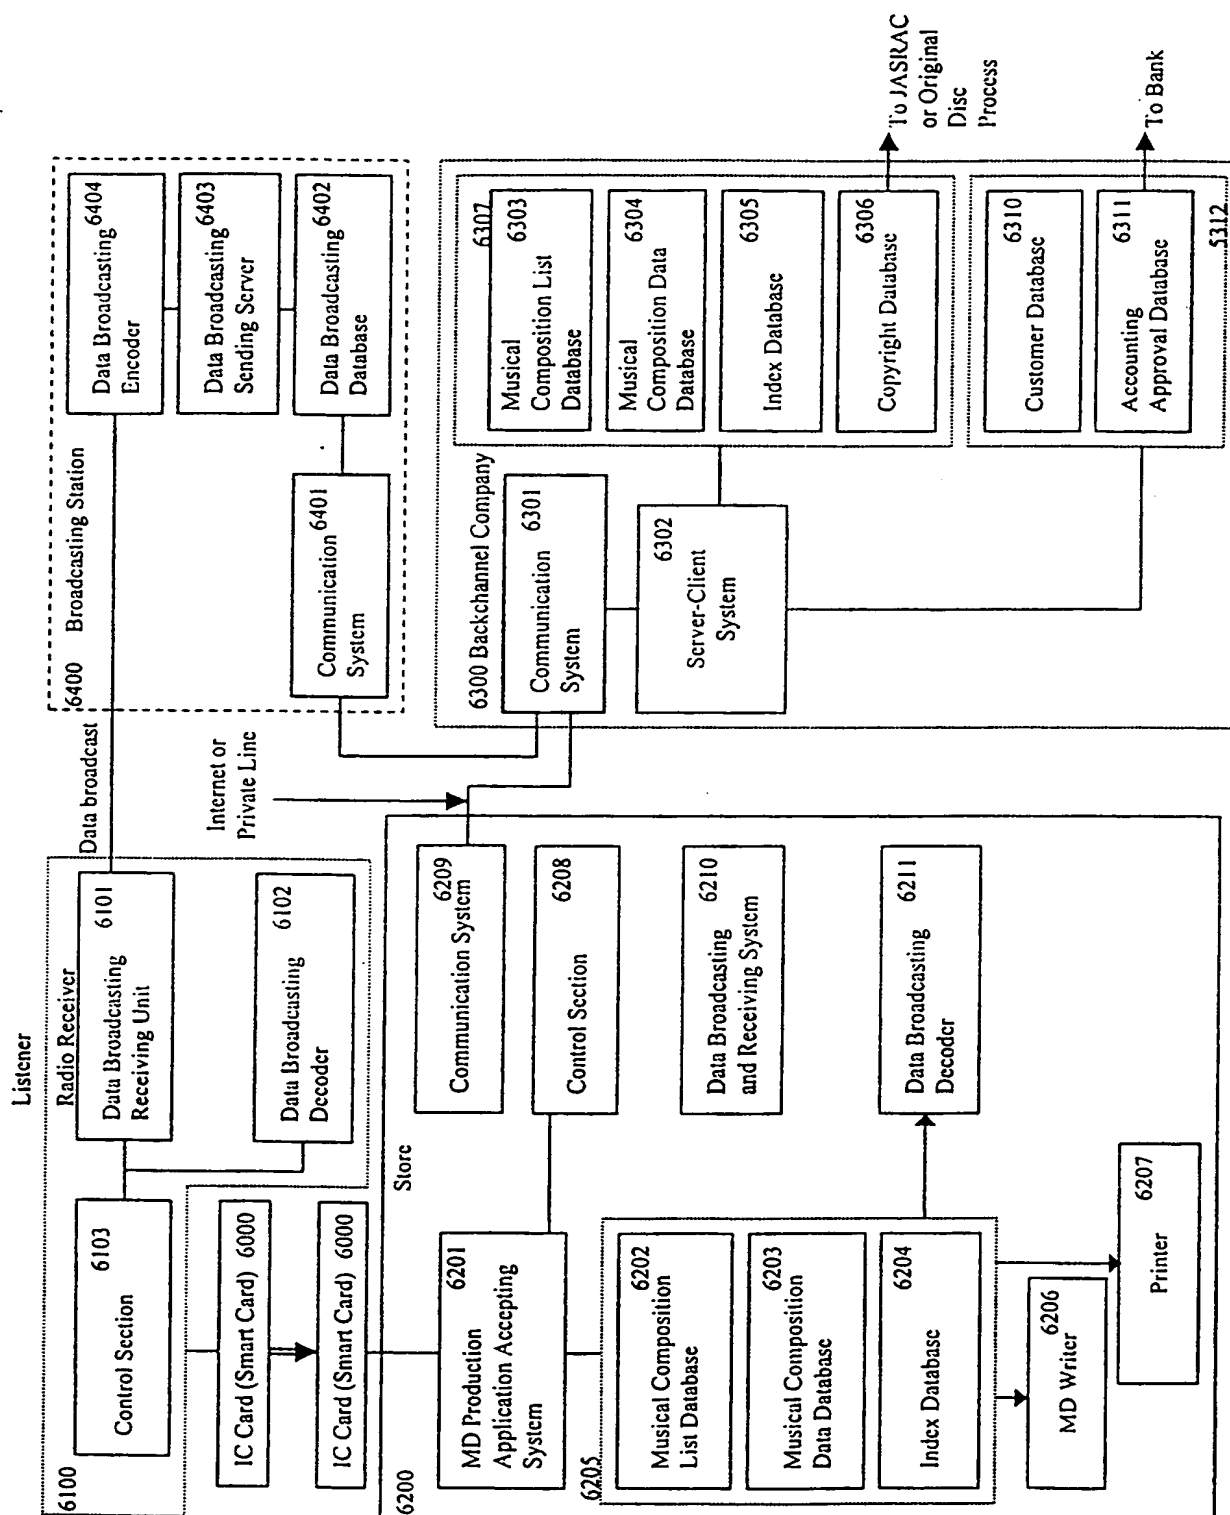 Listener
6100
Radio Receiver
Control Section
6103
Data Broadcasting
Receiving Unit
6101
Data Broadcasting
Decoder
6102
Data broadcast
6400
Broadcasting Station
Data Broadcasting
Encoder
6404
Data Broadcasting
Sending Server
6403
Data Broadcasting
Database
6402
Communication
System
6401
IC Card (Smart Card) 6000
IC Card (Smart Card) 6000
Internet or
Private Line
6200
Store
MD Production
Application Accepting
System
6201
Communication System
6209
Control Section
6208
Data Broadcasting
and Receiving System
6210
Data Broadcasting
Decoder
6211
6205
Musical Composition
List Database
6202
Musical Composition
Data Database
6203
Index Database
6204
MD Writer
6206
Printer
6207
6300 Backchannel Company
Communication
System
6301
Server-Client
System
6302
6307
Musical
Composition List
Database
6303
Musical
Composition Data
Database
6304
Index Database
6305
Copyright Database
6306
To JASRAC
or Original
Disc
Process
Customer Database
6310
Accounting
Approval Database
6311
To Bank
5312